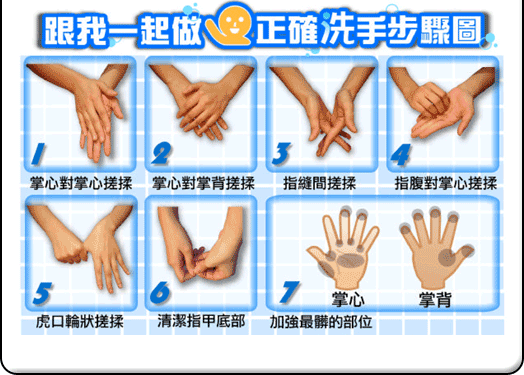 跟我一起做正確洗手步驟圖
1
掌心對掌心搓揉
2
掌心對掌背搓揉
3
指縫間搓揉
4
指腹對掌心搓揉
5
虎口輪狀搓揉
6
清潔指甲底部
7
掌心
掌背
加強最髒的部位